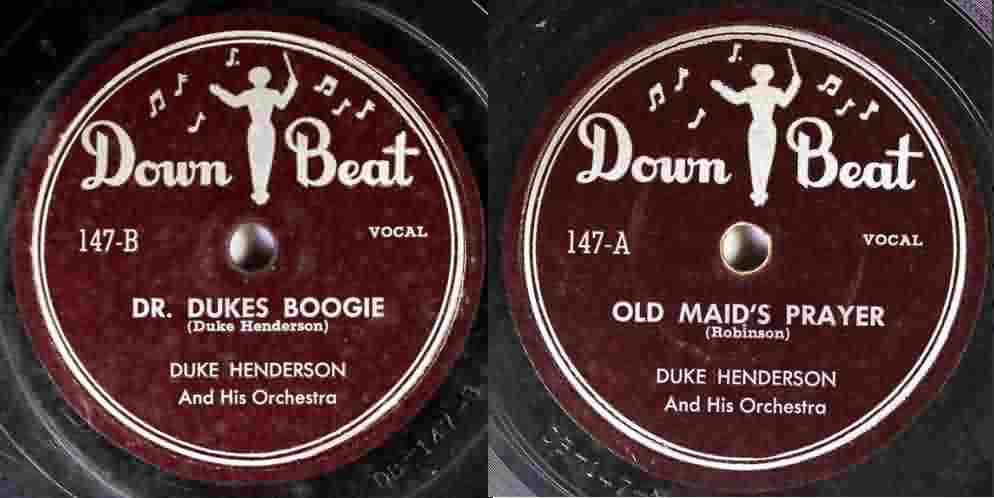 Down Beat
147-B
VOCAL
DR. DUKES BOOGIE
(Duke Henderson)
DUKE HENDERSON
And His Orchestra
Down Beat
147-A
VOCAL
OLD MAID'S PRAYER
(Robinson)
DUKE HENDERSON
And His Orchestra